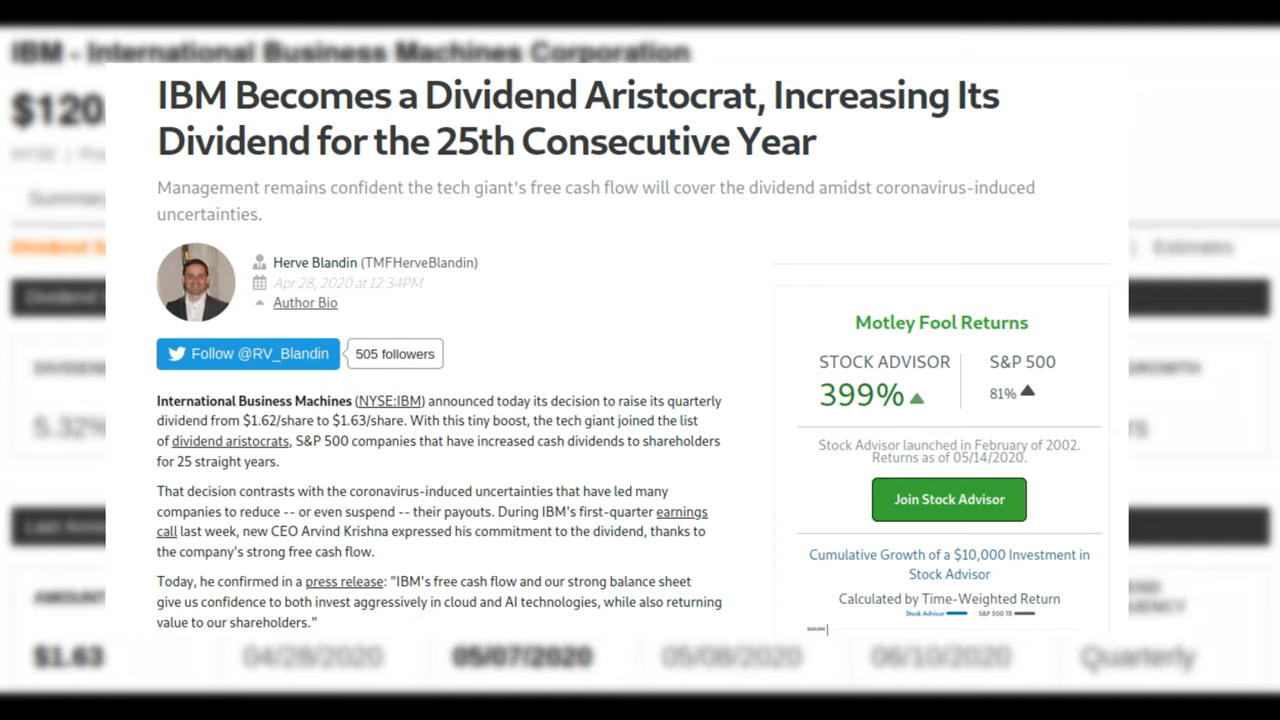 IBM - International Business Machines Corporation
IBM Becomes a Dividend Aristocrat, Increasing Its
Dividend for the 25th Consecutive Year
$120.
Management remains confident the tech giant's free cash flow will cover the dividend amidst coronavirus-induced
uncertainties.
Herve Blandin (TMFHerveBlandin)
Apr 28, 2020 at 12:34PM
Author Bio
Follow @RV_Blandin
505 followers
International Business Machines (NYSE:IBM) announced today its decision to raise its quarterly
dividend from $1.62/share to $1.63/share. With this tiny boost, the tech giant joined the list
of dividend aristocrats, S&P 500 companies that have increased cash dividends to shareholders
for 25 straight years.
That decision contrasts with the coronavirus-induced uncertainties that have led many
companies to reduce -- or even suspend -- their payouts. During IBM's first-quarter earnings
call last week, new CEO Arvind Krishna expressed his commitment to the dividend, thanks to
the company's strong free cash flow.
Today, he confirmed in a press release: "IBM's free cash flow and our strong balance sheet
give us confidence to both invest aggressively in cloud and AI technologies, while also returning
value to our shareholders."
Motley Fool Returns
STOCK ADVISOR
399%
S&P 500
81%
Stock Advisor launched in February of 2002.
Returns as of 05/14/2020.
Join Stock Advisor
Cumulative Growth of a $10,000 Investment in
Stock Advisor
Calculated by Time-Weighted Return
Stock Advisor S&P 500 TR
Estimates
5.32%
$1.63 04/28/2020 05/07/2020 05/08/2020 06/10/2020 Quarterly